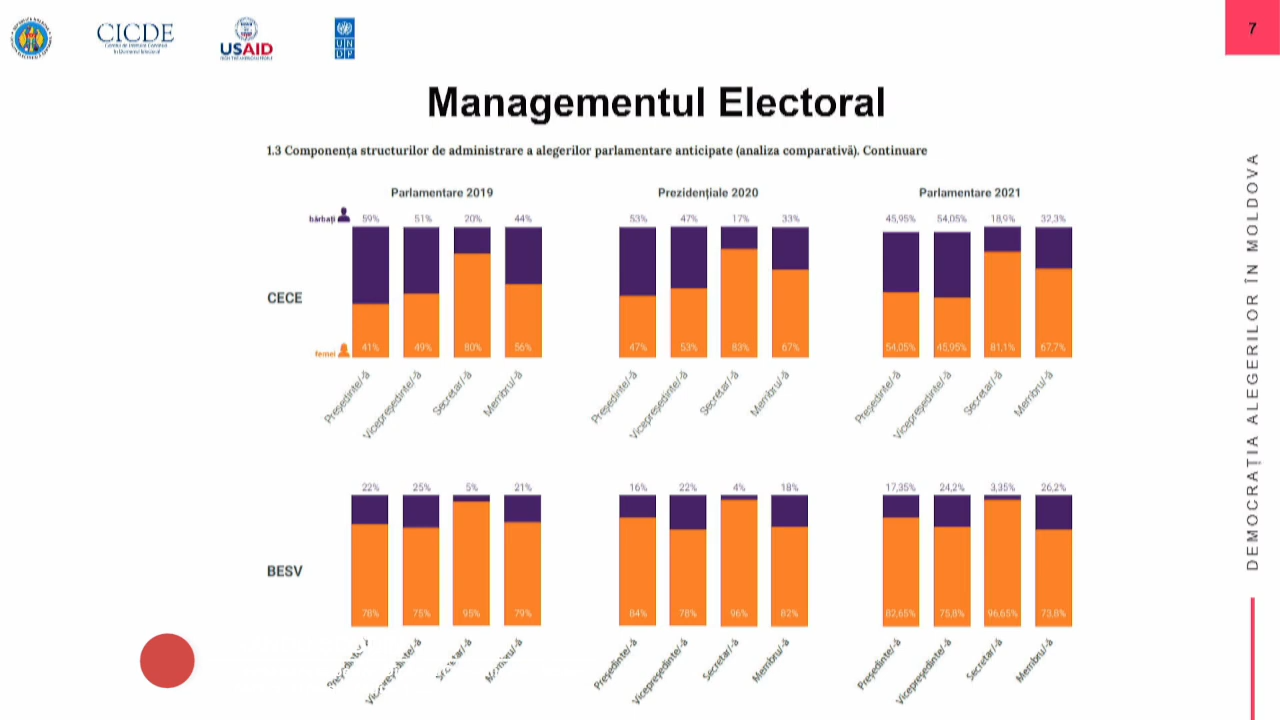 CICDE
USAID
UN
DP
7
Managementul Electoral
1.3 Componența structurilor de administrare a alegerilor parlamentare anticipate (analiza comparativă). Continuare
Parlamentare 2019
Prezidențiale 2020
Parlamentare 2021
bărbați 59% 51% 20% 44%
53% 47% 17% 33%
45,95% 54,05% 18,9% 32,3%
CECE
femei 41% 49% 80% 56%
47% 53% 83% 67%
54,05% 45,95% 81,1% 67,7%
Președinte/-ă Vicepreședinte/-ă Secretar/-ă Membru/-ă
Președinte/-ă Vicepreședinte/-ă Secretar/-ă Membru/-ă
Președinte/-ă Vicepreședinte/-ă Secretar/-ă Membru/-ă
22% 25% 5% 21%
16% 22% 4% 18%
17,35% 24,2% 3,35% 26,2%
BESV
78% 75% 95% 79%
84% 78% 96% 82%
82,65% 75,8% 96,65% 73,8%
Președinte/-ă Vicepreședinte/-ă Secretar/-ă Membru/-ă
Președinte/-ă Vicepreședinte/-ă Secretar/-ă Membru/-ă
Președinte/-ă Vicepreședinte/-ă Secretar/-ă Membru/-ă
DEMOCRAȚIA ALEGERILOR ÎN MOLDOVA